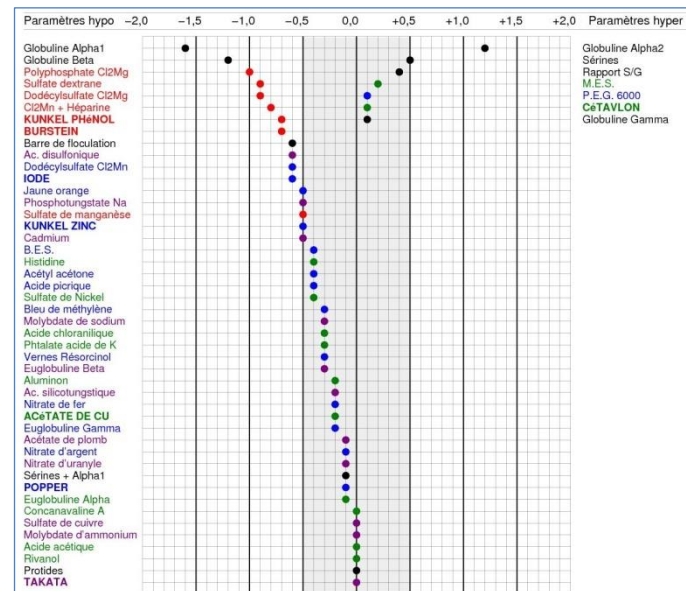 Paramètres hypo −2,0 −1,5 −1,0 −0,5 0,0 +0,5 +1,0 +1,5 +2,0 Paramètres hyper
Globuline Alpha1 Globuline Alpha2
Globuline Beta Sérines
Polyphosphate Cl2Mg Rapport S/G
Sulfate dextrane M.E.S.
Dodécylsulfate Cl2Mg P.E.G. 6000
Cl2Mn + Héparine CéTAVLON
KUNKEL PHéNOL Globuline Gamma
BURSTEIN
Barre de floculation
Ac. disulfonique
Dodécylsulfate Cl2Mn
IODE
Jaune orange
Phosphotungstate Na
Sulfate de manganèse
KUNKEL ZINC
Cadmium
B.E.S.
Histidine
Acétyl acétone
Acide picrique
Sulfate de Nickel
Bleu de méthylène
Molybdate de sodium
Acide chloranilique
Phtalate acide de K
Vernes Résorcinol
Euglobuline Beta
Aluminon
Ac. silicotungstique
Nitrate de fer
ACéTATE DE CU
Euglobuline Gamma
Acétate de plomb
Nitrate d'argent
Nitrate d'uranyle
Sérines + Alpha1
POPPER
Euglobuline Alpha
Concanavaline A
Sulfate de cuivre
Molybdate d'ammonium
Acide acétique
Rivanol
Protides
TAKATA